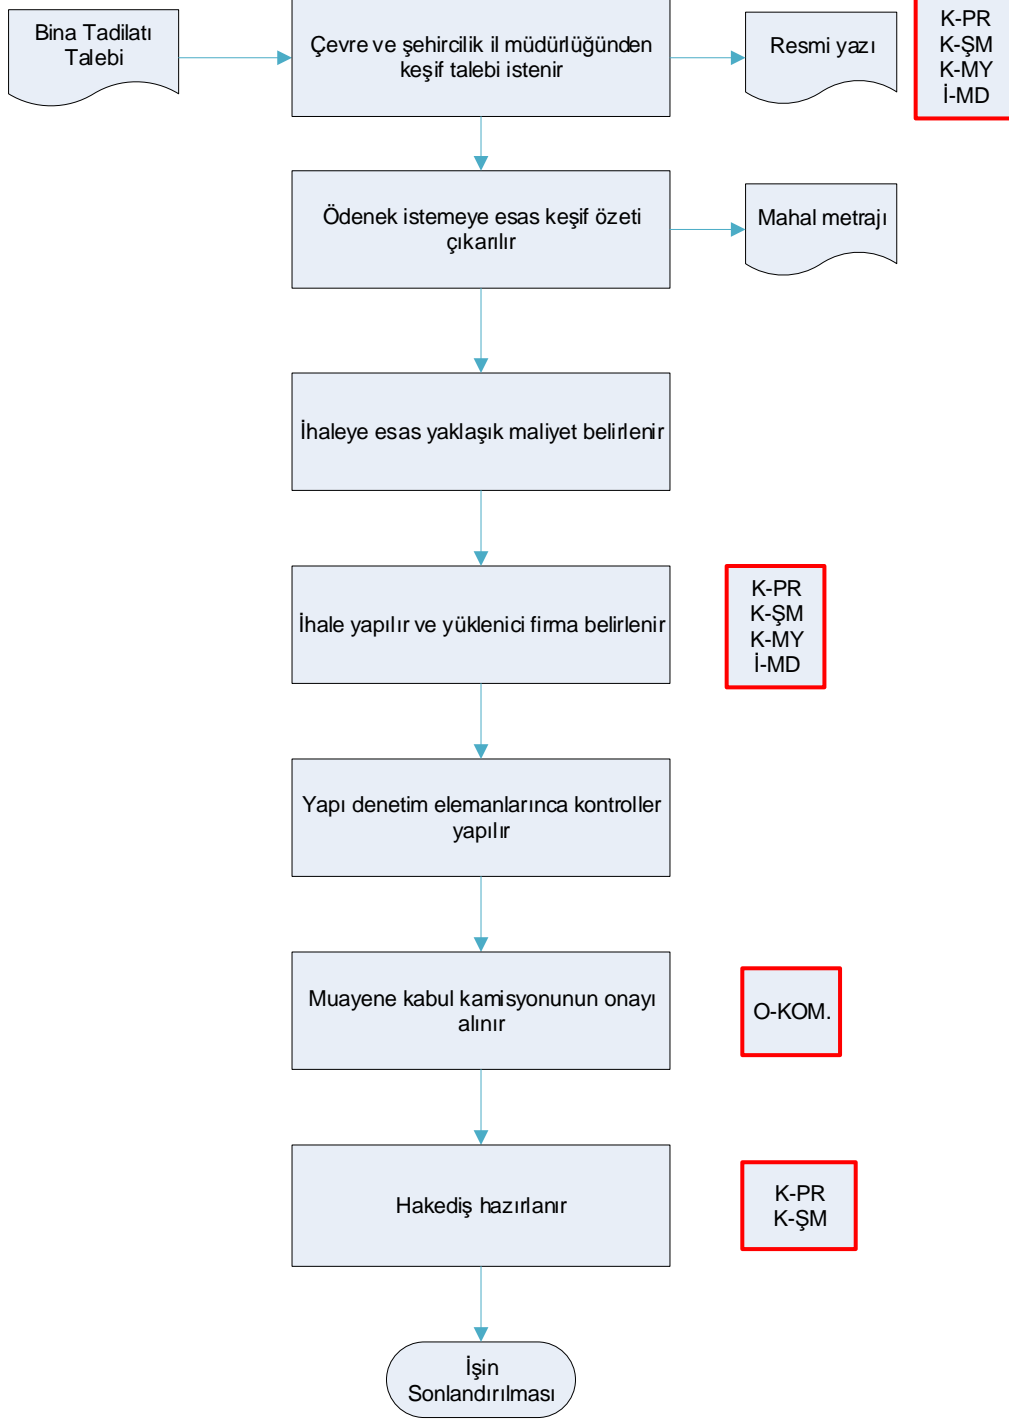 Bina Tadilatı
Talebi
Çevre ve şehircilik il müdürlüğünden
keşif talebi istenir
Resmi yazı
K-PR
K-ŞM
K-MY
İ-MD
Ödenek istemeye esas keşif özeti
çıkarılır
Mahal metrajı
İhaleye esas yaklaşık maliyet belirlenir
İhale yapılır ve yüklenici firma belirlenir
K-PR
K-ŞM
K-MY
İ-MD
Yapı denetim elemanlarınca kontroller
yapılır
Muayene kabul kamisyonunun onayı
alınır
O-KOM.
Hakediş hazırlanır
K-PR
K-ŞM
İşin
Sonlandırılması